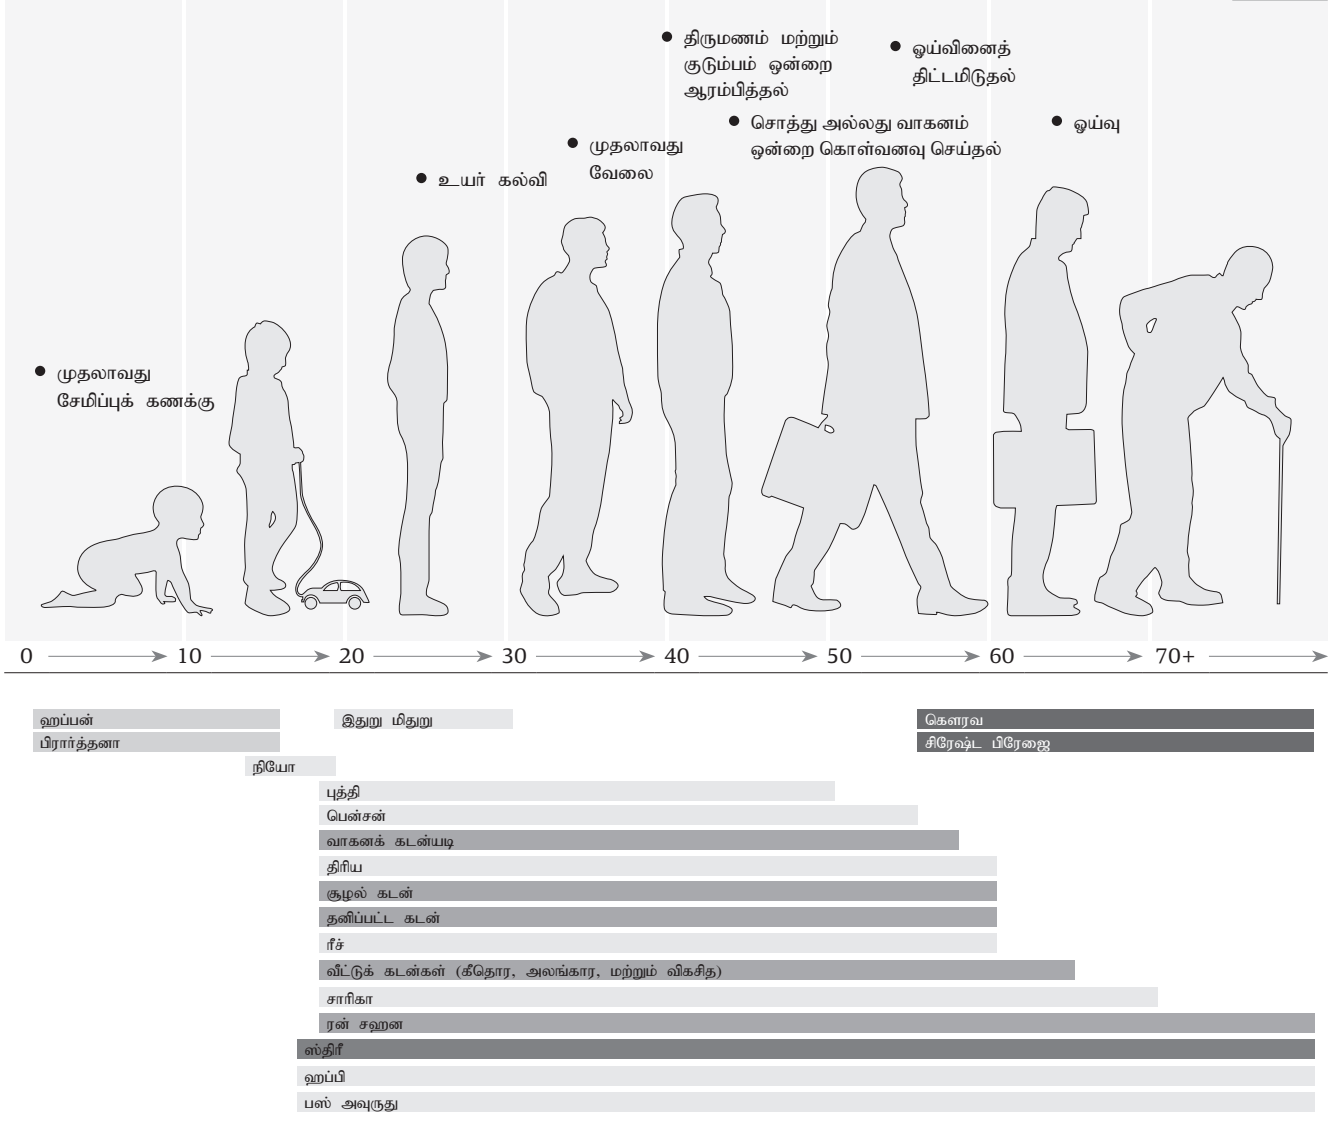 திருமணம் மற்றும்
குடும்பம் ஒன்றை
ஆரம்பித்தல்
ஓய்வினைத்
திட்டமிடுதல்
சொத்து அல்லது வாகனம்
ஒன்றை கொள்வனவு செய்தல்
ஓய்வு
முதலாவது
வேலை
உயர் கல்வி
முதலாவது
சேமிப்புக் கணக்கு
0 10 20 30 40 50 60 70+
ஹப்பன்
இதுறு மிதுறு
கௌரவ
பிரார்த்தனா
சிரேஷ்ட பிரேஜை
நியோ
புத்தி
பென்சன்
வாகனக் கடன்யடி
திரிய
சூழல் கடன்
தனிப்பட்ட கடன்
ரீச்
வீட்டுக் கடன்கள் (கீதொர, அலங்கார, மற்றும் விகசித)
சாரிகா
ரன் சஹன
ஸ்திரீ
ஹப்பி
பஸ் அவுருது